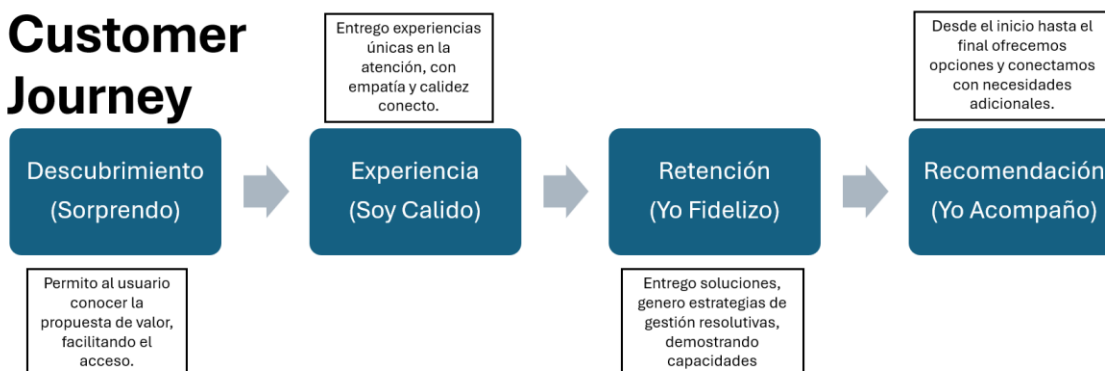 Customer
Journey
Entrego experiencias
únicas en la
atención, con
empatía y calidez
conecto.
Desde el inicio hasta el
final ofrecemos
opciones y conectamos
con necesidades
adicionales.
Descubrimiento
(Sorprendo)
Experiencia
(Soy Calido)
Retención
(Yo Fidelizo)
Recomendación
(Yo Acompaño)
Permito al usuario
conocer la
propuesta de valor,
facilitando el
acceso.
Entrego soluciones,
genero estrategias de
gestión resolutivas,
demostrando
capacidades